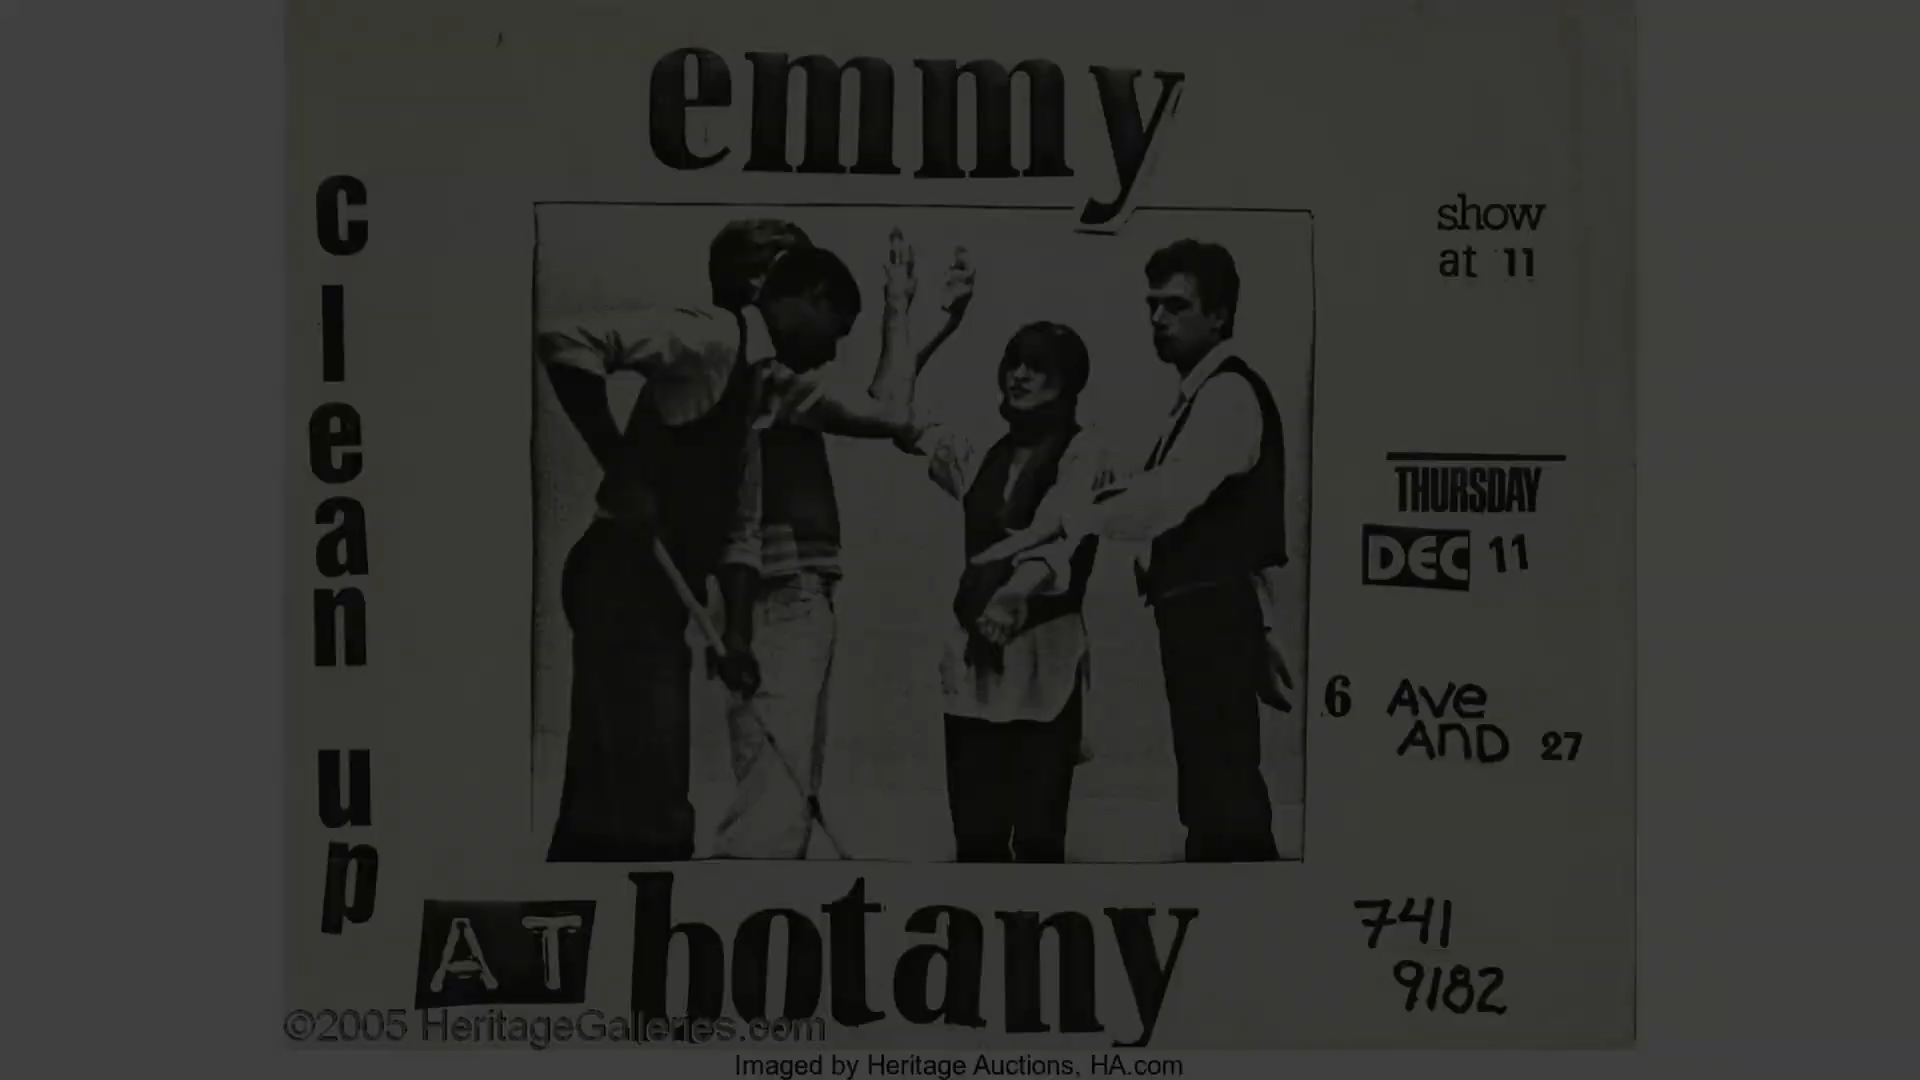 emmy
clean up
show
at 11
THURSDAY
DEC 11
6 Ave
AND 27
AT botany
741
9182
©2005 HeritageGalleries.com
Imaged by Heritage Auctions, HA.com